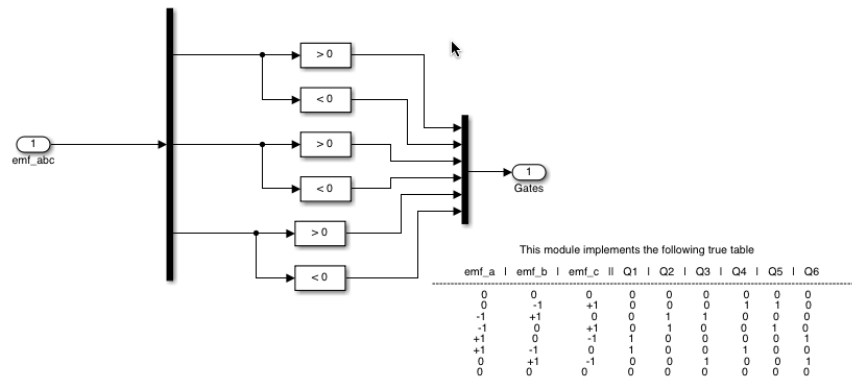 > 0
< 0
> 0
1
emf_abc
< 0
1
Gates
> 0
< 0
This module implements the following true table
emf_a | emf_b | emf_c || Q1 | Q2 | Q3 | Q4 | Q5 | Q6
--------------------------------------------------------------------------------
0 0 0 0 0 0 0 0 0
0 -1 +1 0 0 0 1 1 0
-1 +1 0 0 1 1 0 0 0
-1 0 +1 0 1 0 0 1 0
+1 0 -1 1 0 0 0 0 1
+1 -1 0 1 0 0 1 0 0
0 +1 -1 0 0 1 0 0 1
0 0 0 0 0 0 0 0 0